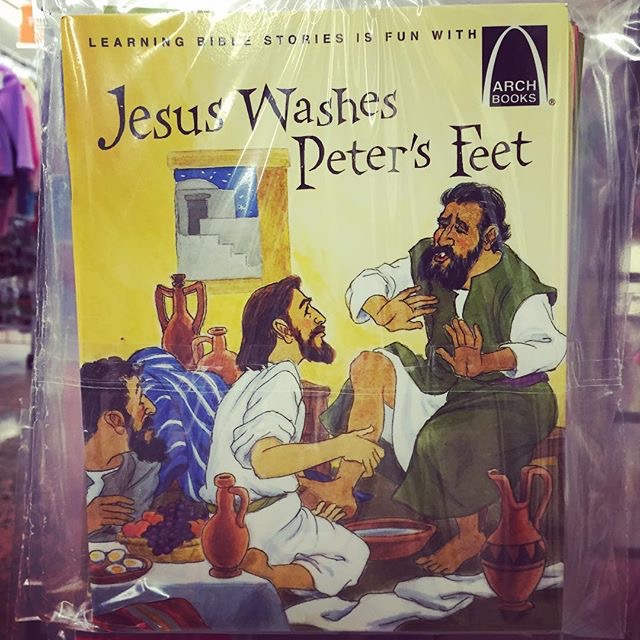 LEARNING BIBLE STORIES IS FUN WITH
ARCH
BOOKS®
Jesus Washes
Peter's Feet